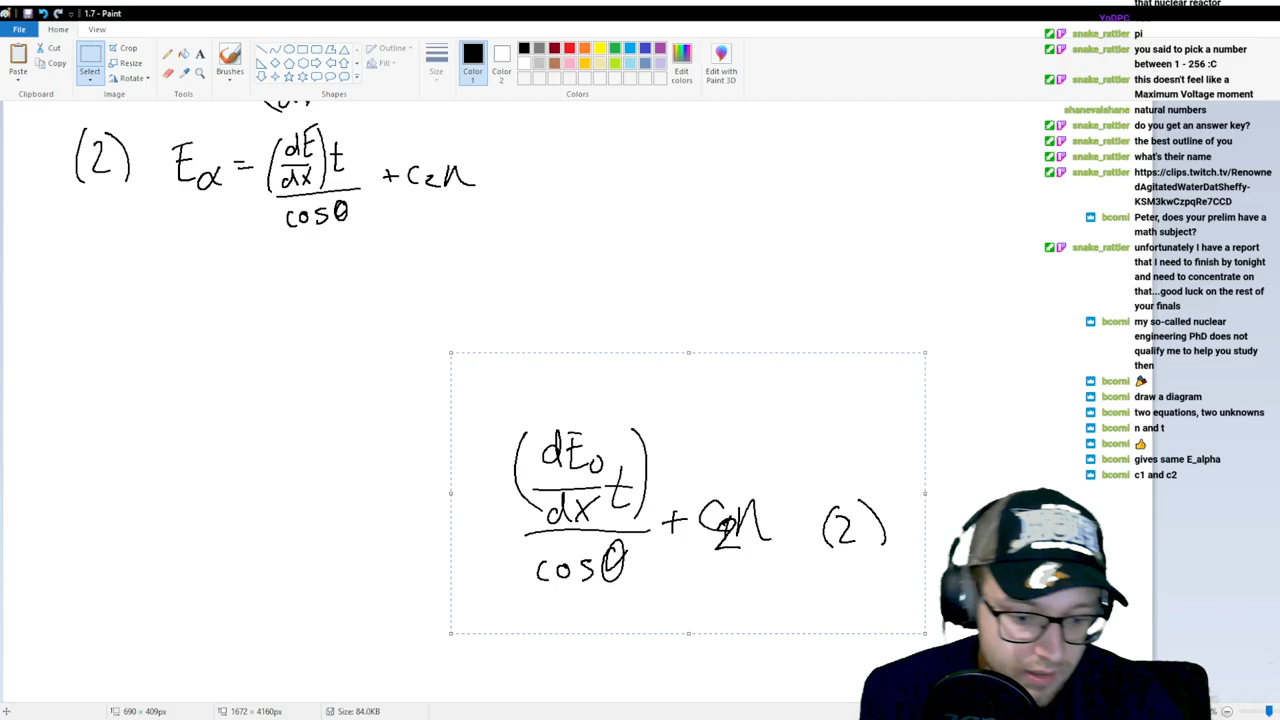 1.7 - Paint
File Home View
Paste
Cut
Copy
Clipboard
Select
Crop
Resize
Rotate
Image
Tools
Brushes
Shapes
Outline
Fill
Size
Color 1
Color 2
Colors
Edit colors
Edit with Paint 3D
(2) Eα = (dE/dx)t/cosθ + c2n
((dE0/dx)t)/cosθ + C2n (2)
that nuclear reactor
YoDPC
snake_rattler pi
snake_rattler you said to pick a number
between 1 - 256 :C
snake_rattler this doesn't feel like a
Maximum Voltage moment
shanevalshane natural numbers
snake_rattler do you get an answer key?
snake_rattler the best outline of you
snake_rattler what's their name
snake_rattler https://clips.twitch.tv/Renowne
dAgitatedWaterDatSheffy-
KSM3kwCzpqRe7CCD
bcorni Peter, does your prelim have a
math subject?
snake_rattler unfortunately I have a report
that I need to finish by tonight
and need to concentrate on
that...good luck on the rest of
your finals
bcorni my so-called nuclear
engineering PhD does not
qualify me to help you study
then
bcorni 🎉
bcorni draw a diagram
bcorni two equations, two unknowns
bcorni n and t
bcorni 👍
bcorni gives same E_alpha
bcorni c1 and c2
690 × 409px
1672 × 4160px
Size: 84.0KB